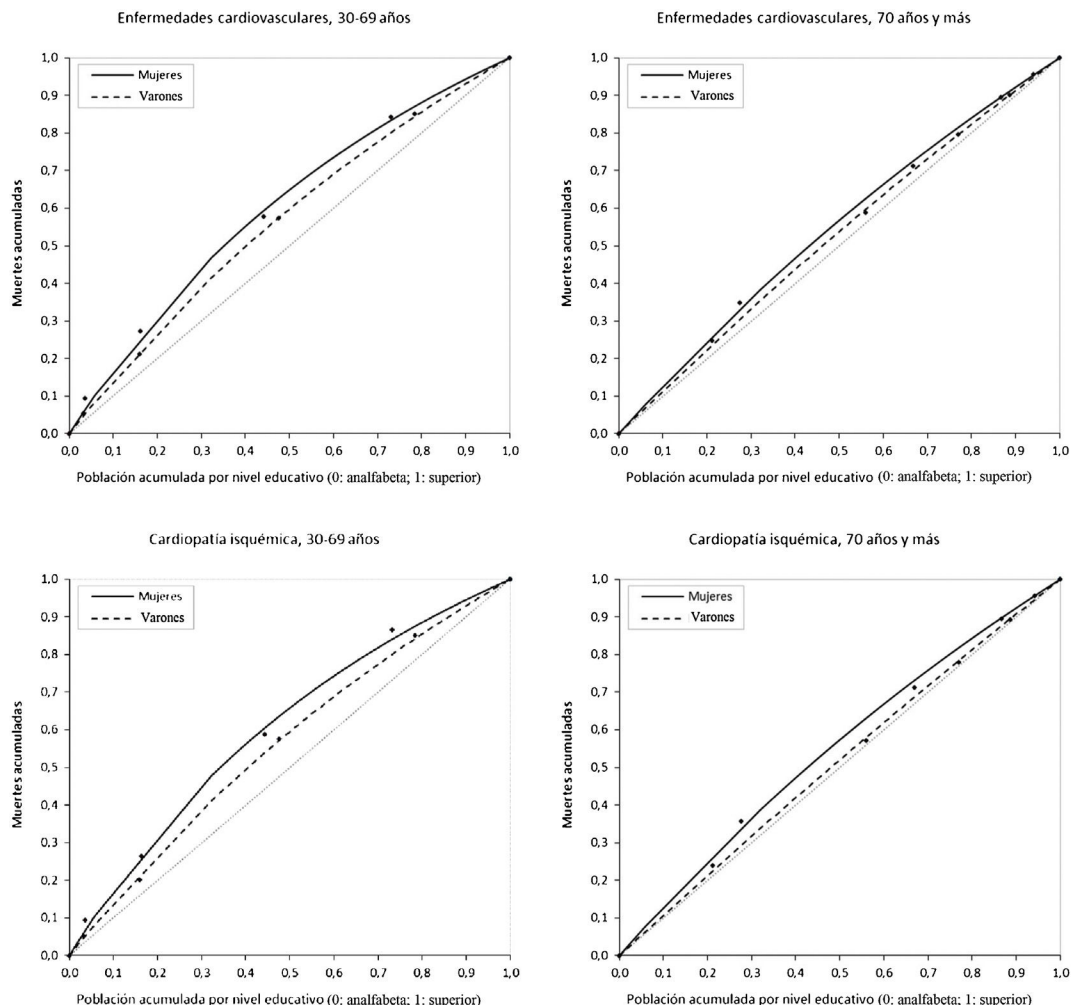 Enfermedades cardiovasculares, 30-69 años
1,0
0,9
0,8
0,7
0,6
0,5
0,4
0,3
0,2
0,1
0,0
Muertes acumuladas
Mujeres
Varones
0,0 0,1 0,2 0,3 0,4 0,5 0,6 0,7 0,8 0,9 1,0
Población acumulada por nivel educativo (0: analfabeta; 1: superior)
Enfermedades cardiovasculares, 70 años y más
1,0
0,9
0,8
0,7
0,6
0,5
0,4
0,3
0,2
0,1
0,0
Muertes acumuladas
Mujeres
Varones
0,0 0,1 0,2 0,3 0,4 0,5 0,6 0,7 0,8 0,9 1,0
Población acumulada por nivel educativo (0: analfabeta; 1: superior)
Cardiopatía isquémica, 30-69 años
1.0
0,9
0,8
0,7
0,6
0,5
0,4
0,3
0,2
0,1
0,0
Muertes acumuladas
Mujeres
Varones
0,0 0,1 0,2 0,3 0,4 0,5 0,6 0,7 0,8 0,9 1,0
Población acumulada por nivel educativo (0: analfabeta; 1: superior)
Cardiopatía isquémica, 70 años y más
1,0
0,9
0,8
0,7
0,6
0,5
0,4
0,3
0,2
0,1
0,0
Muertes acumuladas
Mujeres
Varones
0,0 0,1 0,2 0,3 0,4 0,5 0,6 0,7 0,8 0,9 1,0
Población acumulada por nivel educativo (0: analfabeta; 1: superior)